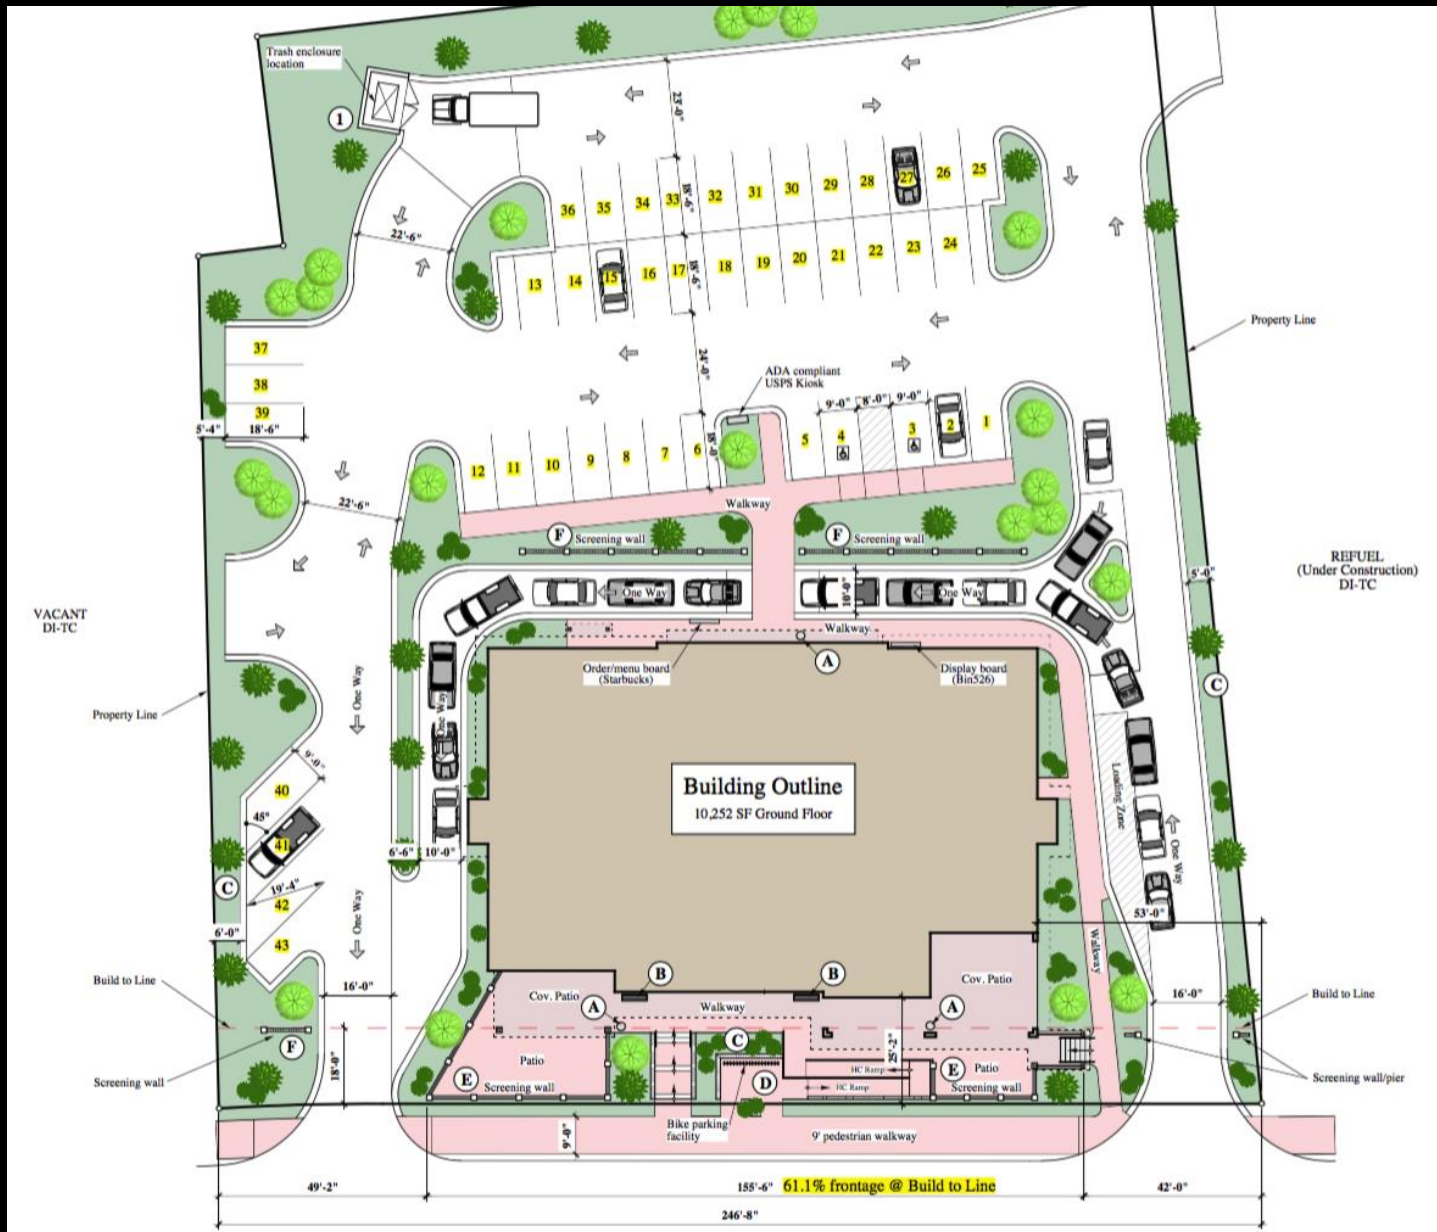 Trash enclosure
location
1
23'-0"
36
35
34
33
32
31
30
29
28
27
26
25
18'-6"
22'-6"
13
14
15
16
17
18
19
20
21
22
23
24
18'-6"
Property Line
37
38
39
5'-4"
18'-6"
24'-0"
ADA compliant
USPS Kiosk
9'-0"
8'-0"
9'-0"
12
11
10
9
8
7
6
18'-0"
5
4
3
2
1
22'-6"
Walkway
F
Screening wall
F
Screening wall
REFUEL
(Under Construction)
DI-TC
5'-0"
VACANT
DI-TC
One Way
10'-0"
One Way
Walkway
A
Order/menu board
(Starbucks)
Display board
(Bin526)
C
Property Line
One Way
One Way
9'-0"
40
45°
41
19'-4"
42
43
C
6'-0"
6'-6"
10'-0"
One Way
Building Outline
10,252 SF Ground Floor
Loading Zone
One Way
53'-0"
Walkway
Build to Line
16'-0"
Cov. Patio
A
B
Walkway
B
A
Cov. Patio
16'-0"
Build to Line
F
18'-0"
Screening wall
Patio
E
Screening wall
C
D
25'-2"
HC Ramp
HC Ramp
E
Patio
Screening wall
Screening wall/pier
Bike parking
facility
9'-0"
9' pedestrian walkway
49'-2"
155'-6"
61.1% frontage @ Build to Line
42'-0"
246'-8"